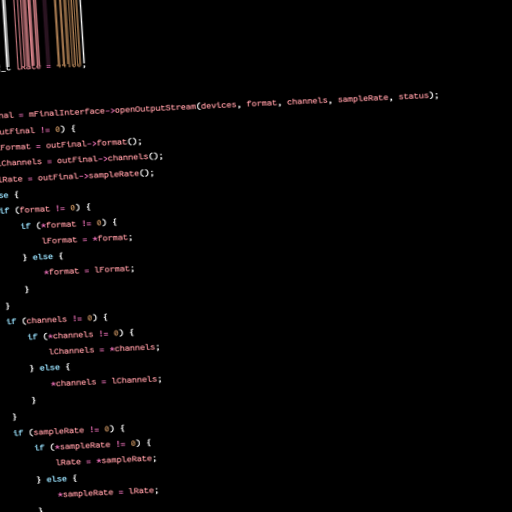 = 44100;
nal = mFinalInterface->openOutputStream(devices, format, channels, sampleRate, status);
utFinal != 0) {
Format = outFinal->format();
lChannels = outFinal->channels();
lRate = outFinal->sampleRate();
se {
if (format != 0) {
if (*format != 0) {
lFormat = *format;
} else {
*format = lFormat;
}
}
if (channels != 0) {
if (*channels != 0) {
lChannels = *channels;
} else {
*channels = lChannels;
}
}
if (sampleRate != 0) {
if (*sampleRate != 0) {
lRate = *sampleRate;
} else {
*sampleRate = lRate;
}